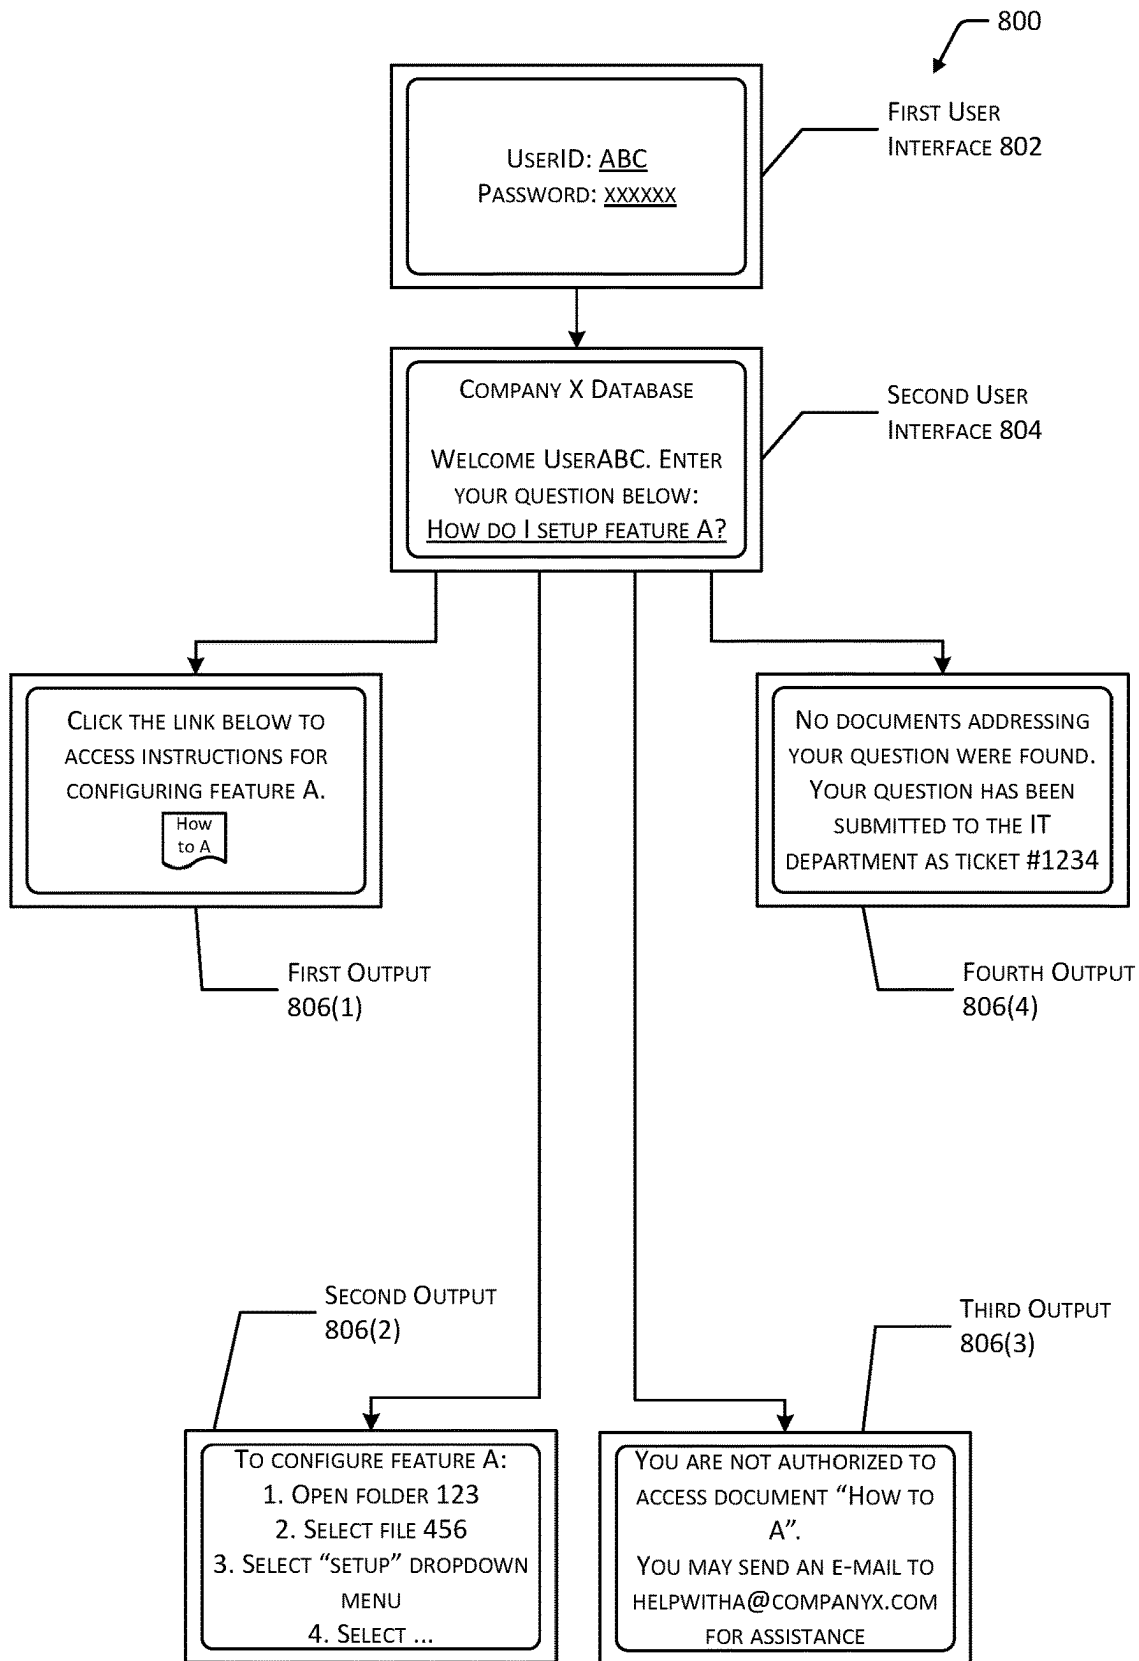 800
FIRST USER
INTERFACE 802
USERID: ABC
PASSWORD: XXXXXX
COMPANY X DATABASE
WELCOME USERABC. ENTER
YOUR QUESTION BELOW:
HOW DO I SETUP FEATURE A?
SECOND USER
INTERFACE 804
CLICK THE LINK BELOW TO
ACCESS INSTRUCTIONS FOR
CONFIGURING FEATURE A.
How
to A
NO DOCUMENTS ADDRESSING
YOUR QUESTION WERE FOUND.
YOUR QUESTION HAS BEEN
SUBMITTED TO THE IT
DEPARTMENT AS TICKET #1234
FIRST OUTPUT
806(1)
FOURTH OUTPUT
806(4)
SECOND OUTPUT
806(2)
THIRD OUTPUT
806(3)
TO CONFIGURE FEATURE A:
1. OPEN FOLDER 123
2. SELECT FILE 456
3. SELECT “SETUP” DROPDOWN
MENU
4. SELECT ...
YOU ARE NOT AUTHORIZED TO
ACCESS DOCUMENT “HOW TO
A”.
YOU MAY SEND AN E-MAIL TO
HELPWITHA@COMPANYX.COM
FOR ASSISTANCE